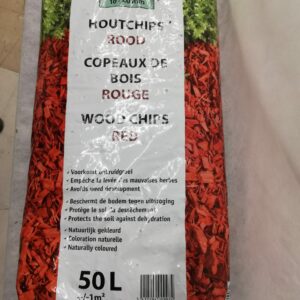 HOUTCHIPS
ROOD
COPEAUX DE
BOIS
ROUGE
WOOD CHIPS
RED
Voorkomt onkruidgroei
Empêche la levée des mauvaises herbes
Avoids weed development
Beschermt de bodem tegen uitdroging
Protège le sol du dessèchement
Protects the soil against dehydration
Natuurlijk gekleurd
Coloration naturelle
Naturally coloured
50 L
+/-1m²